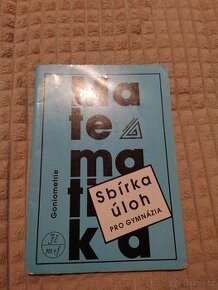 Ma
te
ma
ti
ka
Goniometrie
Sbírka
úloh
PRO GYMNÁZIA